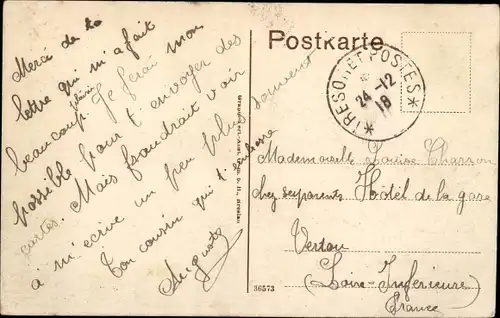 Merci de la
lettre qui m'a fait
plaisir
beaucoup. Je ferai mon
possible pour t'envoyer des
cartes. Mais faudrait voir
à m'écrire un peu plus souvent
Ton cousin qui t'embrasse
Auguste
Postkarte
* TRESOR ET POSTES *
24 -12
18
Mademoiselle Louise Charron
chez ses parents Hôtel de la gare
Vertou
(Loire-Inférieure)
France
36573